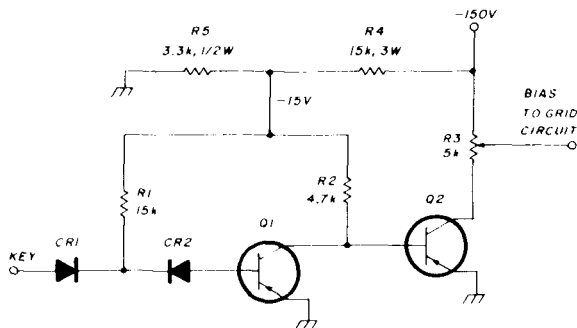 -150V
R5
3.3k, 1/2W
R4
15k, 3W
-15V
BIAS
TO GRID
CIRCUIT
R3
5k
R1
15k
R2
4.7k
Q1
Q2
KEY
CR1
CR2